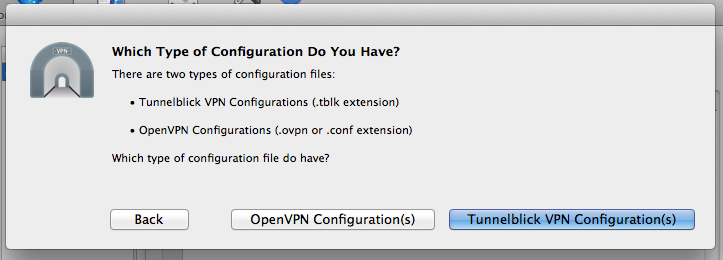 VPN
Which Type of Configuration Do You Have?
There are two types of configuration files:
• Tunnelblick VPN Configurations (.tblk extension)
• OpenVPN Configurations (.ovpn or .conf extension)
Which type of configuration file do have?
Back
OpenVPN Configuration(s)
Tunnelblick VPN Configuration(s)